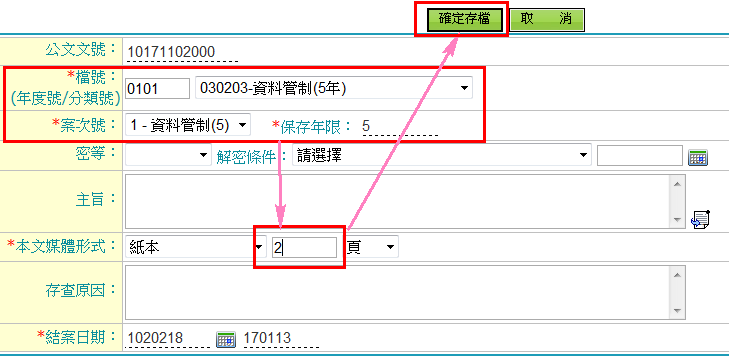 確定存檔 取 消
公文文號： 10171102000
*檔號： 0101 030203-資料管制(5年)
(年度號/分類號)
*案次號： 1 - 資料管制(5) *保存年限： 5
密等： 解密條件： 請選擇
主旨：
*本文媒體形式： 紙本 2 頁
存查原因：
*結案日期： 1020218 170113